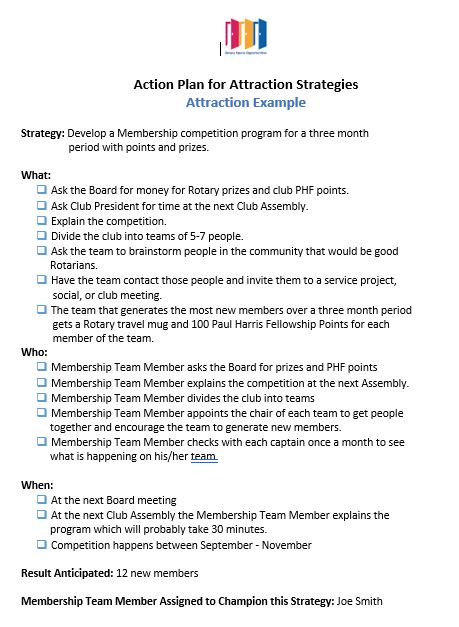 Rotary Opens Opportunities
Action Plan for Attraction Strategies
Attraction Example
Strategy: Develop a Membership competition program for a three month
period with points and prizes.
What:
Ask the Board for money for Rotary prizes and club PHF points.
Ask Club President for time at the next Club Assembly.
Explain the competition.
Divide the club into teams of 5-7 people.
Ask the team to brainstorm people in the community that would be good
Rotarians.
Have the team contact those people and invite them to a service project,
social, or club meeting.
The team that generates the most new members over a three month period
gets a Rotary travel mug and 100 Paul Harris Fellowship Points for each
member of the team.
Who:
Membership Team Member asks the Board for prizes and PHF points
Membership Team Member explains the competition at the next Assembly.
Membership Team Member divides the club into teams
Membership Team Member appoints the chair of each team to get people
together and encourage the team to generate new members.
Membership Team Member checks with each captain once a month to see
what is happening on his/her team.
When:
At the next Board meeting
At the next Club Assembly the Membership Team Member explains the
program which will probably take 30 minutes.
Competition happens between September - November
Result Anticipated: 12 new members
Membership Team Member Assigned to Champion this Strategy: Joe Smith